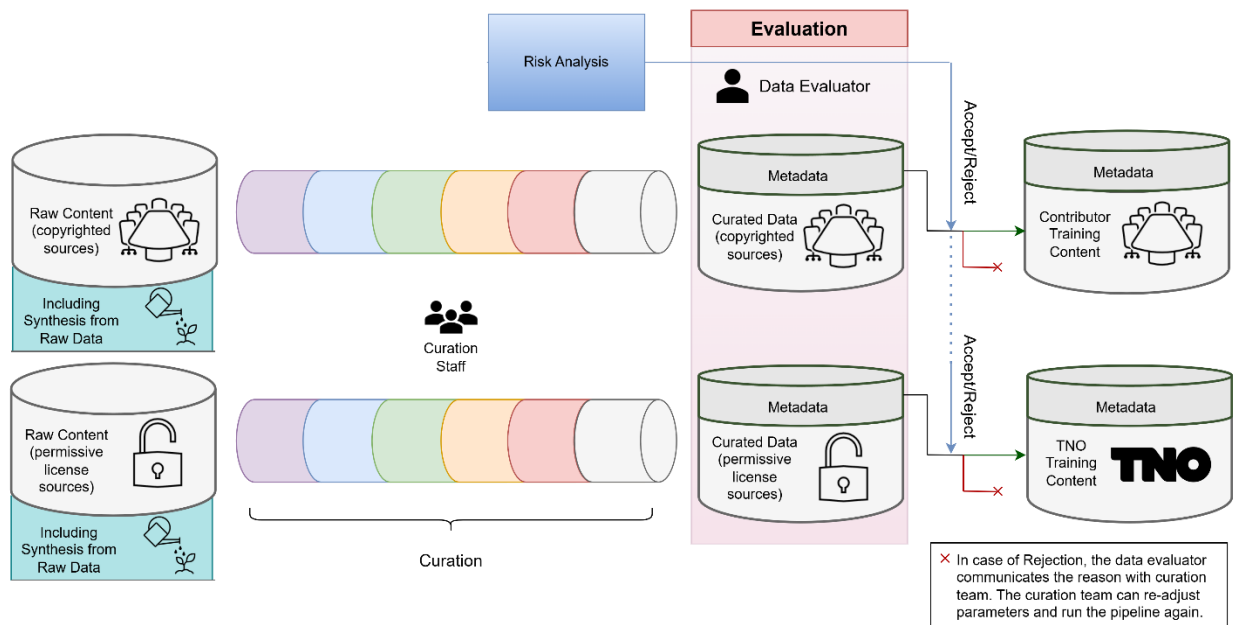 Evaluation
Risk Analysis
Data Evaluator
Accept/Reject
Metadata
Metadata
Raw Content
(copyrighted
sources)
Curated Data
(copyrighted
sources)
Contributor
Training
Content
Including
Synthesis from
Raw Data
Curation
Staff
Accept/Reject
Metadata
Metadata
Raw Content
(permissive
license
sources)
Curated Data
(permissive
license
sources)
TNO
Training
Content
TNO
Including
Synthesis from
Raw Data
Curation
In case of Rejection, the data evaluator
communicates the reason with curation
team. The curation team can re-adjust
parameters and run the pipeline again.